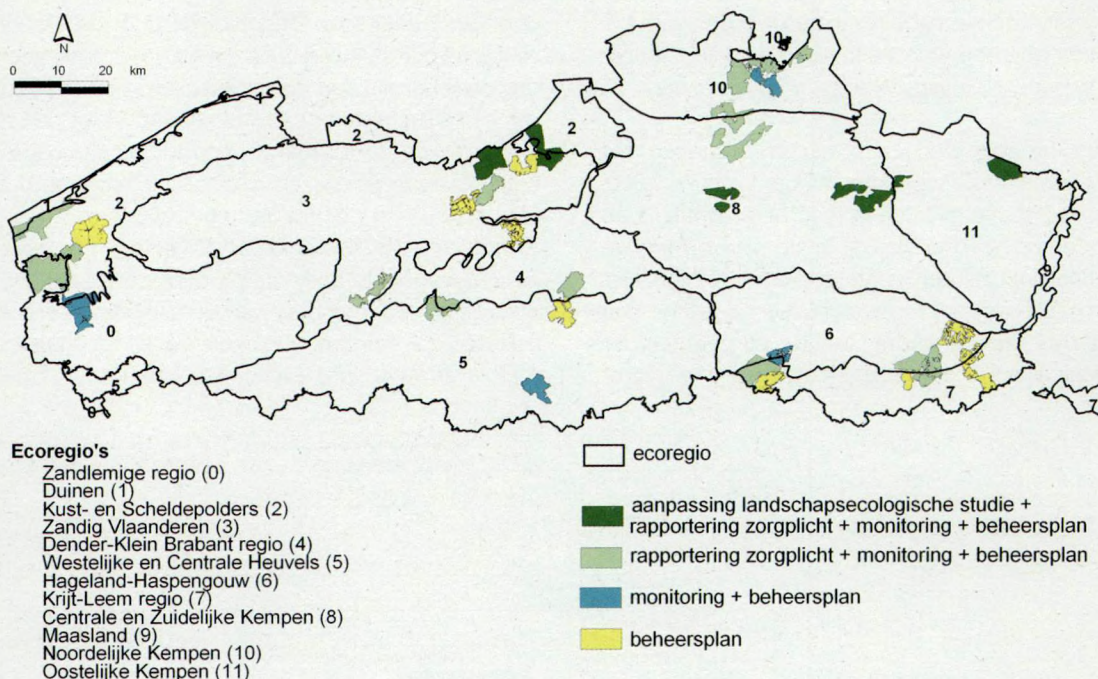 N
0 10 20 km
10
10
1
2
2
1
2
3
8
11
9
4
0
6
5
5
7
7
0
Ecoregio's
Zandlemige regio (0)
Duinen (1)
Kust- en Scheldepolders (2)
Zandig Vlaanderen (3)
Dender-Klein Brabant regio (4)
Westelijke en Centrale Heuvels (5)
Hageland-Haspengouw (6)
Krijt-Leem regio (7)
Centrale en Zuidelijke Kempen (8)
Maasland (9)
Noordelijke Kempen (10)
Oostelijke Kempen (11)
ecoregio
aanpassing landschapsecologische studie +
rapportering zorgplicht + monitoring + beheersplan
rapportering zorgplicht + monitoring + beheersplan
monitoring + beheersplan
beheersplan